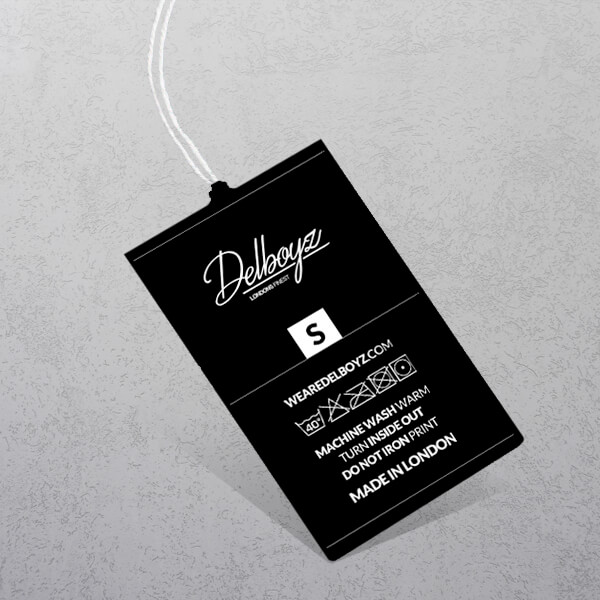 Delboyz
LONDONS FINEST
S
WEAREDELBOYZ.COM
40°
MACHINE WASH WARM
TURN INSIDE OUT
DO NOT IRON PRINT
MADE IN LONDON